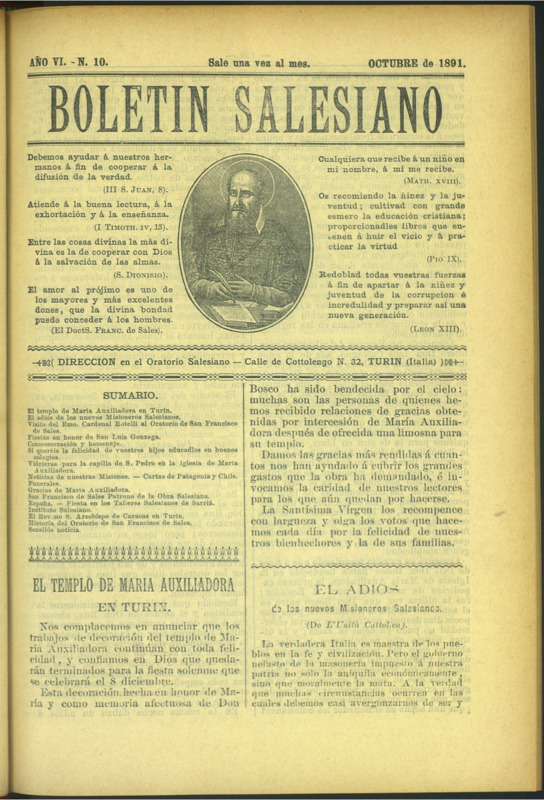 AÑO VI. - N. 10.
Sale una vez al mes.
OCTUBRE de 1891.
BOLETIN SALESIANO
Debemos ayudar á nuestros her-
manos á fin de cooperar á la
difusión de la verdad.
(III S. JUAN, 8).
Atiende á la buena lectura, á la
exhortación y á la enseñanza.
(I TIMOTH. IV, 13).
Entre las cosas divinas la más di-
vina es la de cooperar con Dios
á la salvación de las almas.
(S. DIONISIO).
El amor al prójimo es uno de
los mayores y más excelentes
dones, que la divina bondad
puede conceder á los hombres.
(El DoctS. FRANC. de Sales).
Cualquiera que recibe á un niño en
mi nombre, á mí me recibe.
(MATH. XVIII).
Os recomiendo la niñez y la ju-
ventud; cultivad con grande
esmero la educación cristiana;
proporcionadles libros que en-
señen á huir el vicio y á pra-
cticar la virtud
(PIO IX).
Redoblad todas vuestras fuerzas
á fin de apartar á la niñez y
juventud de la corrupcion é
incredulidad y preparar así una
nueva generación.
(LEON XIII).
( DIRECCION en el Oratorio Salesiano — Calle de Cottolengo N. 32, TURIN (Italia) )
SUMARIO.
El templo de María Auxiliadora en Turín.
El adiós de los nuevos Misioneros Salesianos.
Visita del Emo. Cardenal Rotelli al Oratorio de San Francisco
de Sales.
Fiestas en honor de San Luis Gonzaga.
Conmemoración y homenaje.
Si queréis la felicidad de vuestros hijos educadlos en buenos
colegios.
Vidrieras para la capilla de S. Pedro en la iglesia de María
Auxiliadora.
Noticias de nuestras Misiones. — Cartas de Patagonia y Chile.
Funerales.
Gracias de María Auxiliadora.
San Francisco de Sales Patrono de la Obra Salesiana.
España. — Fiesta en los Talleres Salesianos de Sarriá.
Instituto Salesiano.
El Rev.mo S. Arzobispo de Caracas en Turín.
Historia del Oratorio de San Francisco de Sales.
Sensible noticia.
EL TEMPLO DE MARIA AUXILIADORA
EN TURIN.
Nos complacemos en anunciar que los
trabajos de decoración del templo de Ma-
ría Auxiliadora continúan con toda feli-
cidad, y confiamos en Dios que queda-
rán terminados para la fiesta solemne que
se celebrará el 8 diciembre.
Esta decoración hecha en honor de Ma-
ría y como memoria afectuosa de Don
Bosco ha sido bendecida por el cielo:
muchas son las personas de quienes he-
mos recibido relaciones de gracias obte-
nidas por intercesión de María Auxilia-
dora después de ofrecida una limosna para
su templo.
Damos las gracias más rendidas á cuan-
tos nos han ayudado á cubrir los grandes
gastos que la obra ha demandado, é in-
vocamos la caridad de nuestros lectores
para los que aún quedan por hacerse.
La Santísima Vírgen los recompence
con largueza y oiga los votos que hace-
mos cada día por la felicidad de nues-
tros bienhechores y la de sus familias.
EL ADIOS
de los nuevos Misioneros Salesianos.
(De L'Unità Cattolica).
La verdadera Italia es maestra de los pue-
blos en la fe y civilización. Pero el gobierno
nefasto de la masonería impuesto á nuestra
patria no sólo la aniquila económicamente,
sino que moralmente la mata. A la verdad
que muchas circunstancias ocurren en las
cuales debemos casi avergonzarnos de ser y